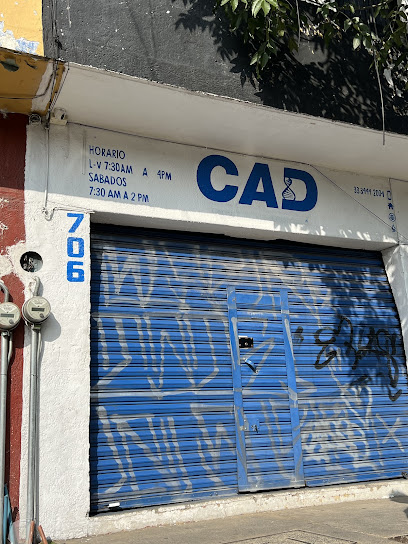 HORARIO
L-V 7:30AM A 4PM
SABADOS
7:30 AM A 2 PM
CAD
706